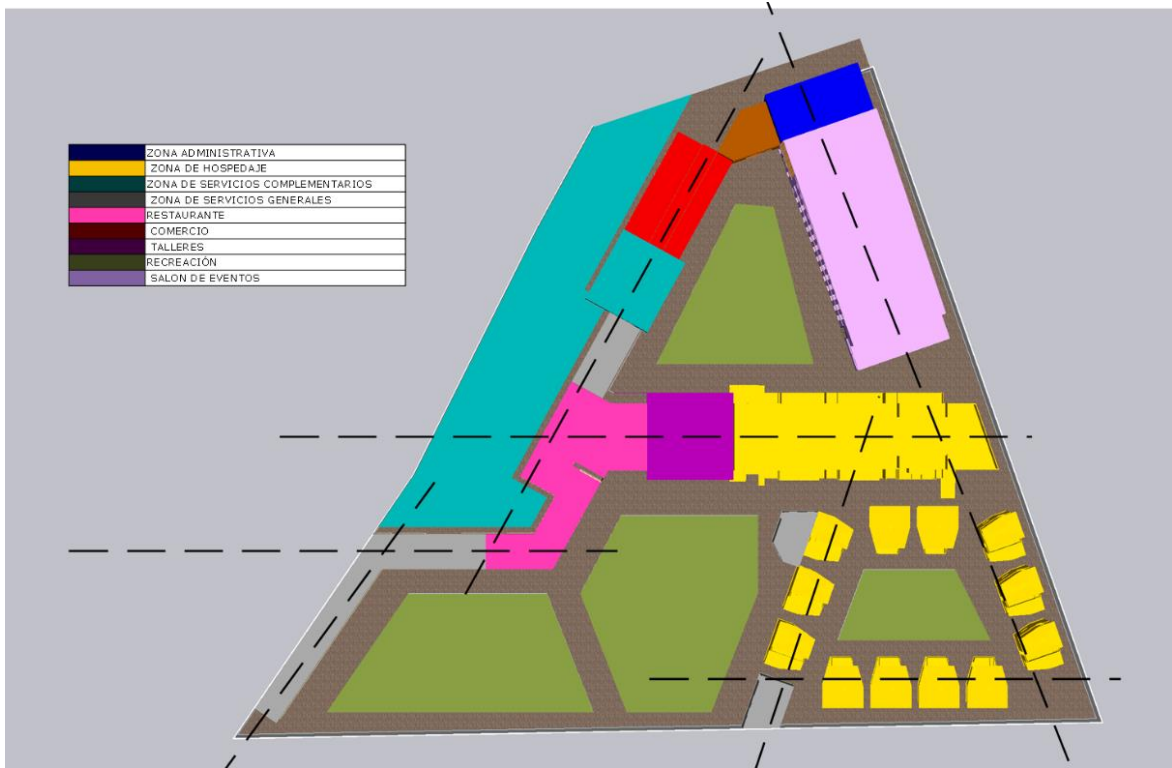 ZONA ADMINISTRATIVA
ZONA DE HOSPEDAJE
ZONA DE SERVICIOS COMPLEMENTARIOS
ZONA DE SERVICIOS GENERALES
RESTAURANTE
COMERCIO
TALLERES
RECREACIÓN
SALON DE EVENTOS